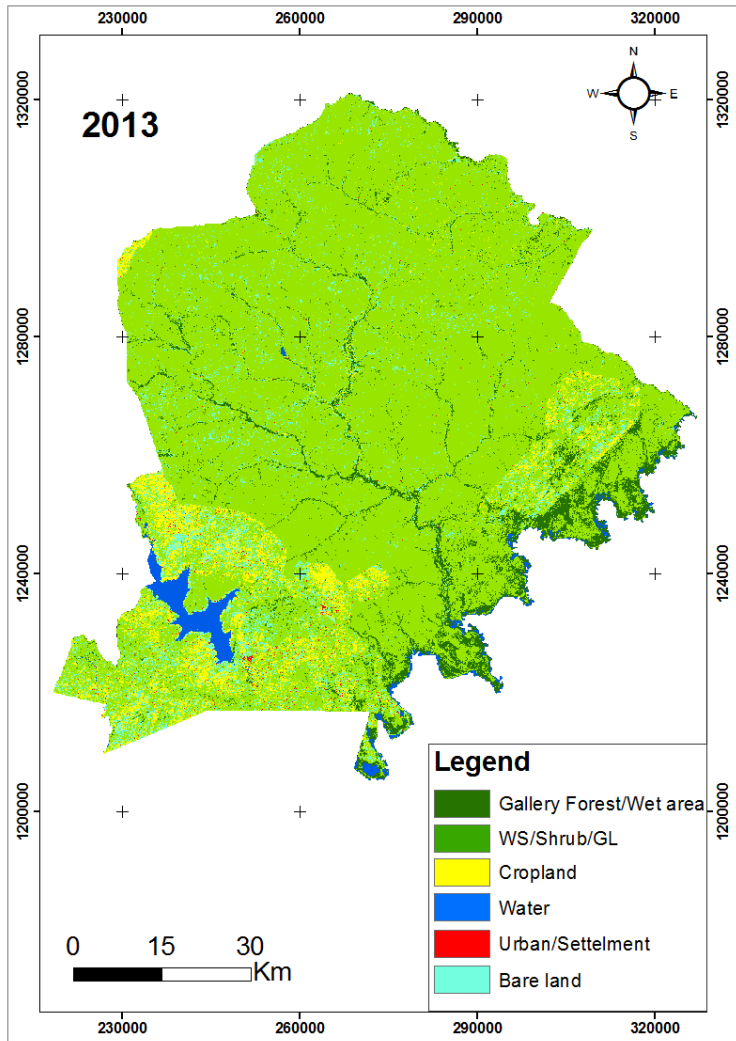 230000 260000 290000 320000
N
W E
S
2013
1320000 1320000
1280000 1280000
1240000 1240000
1200000 1200000
Legend
Gallery Forest/Wet area
WS/Shrub/GL
Cropland
Water
Urban/Settelment
Bare land
0 15 30
Km
230000 260000 290000 320000